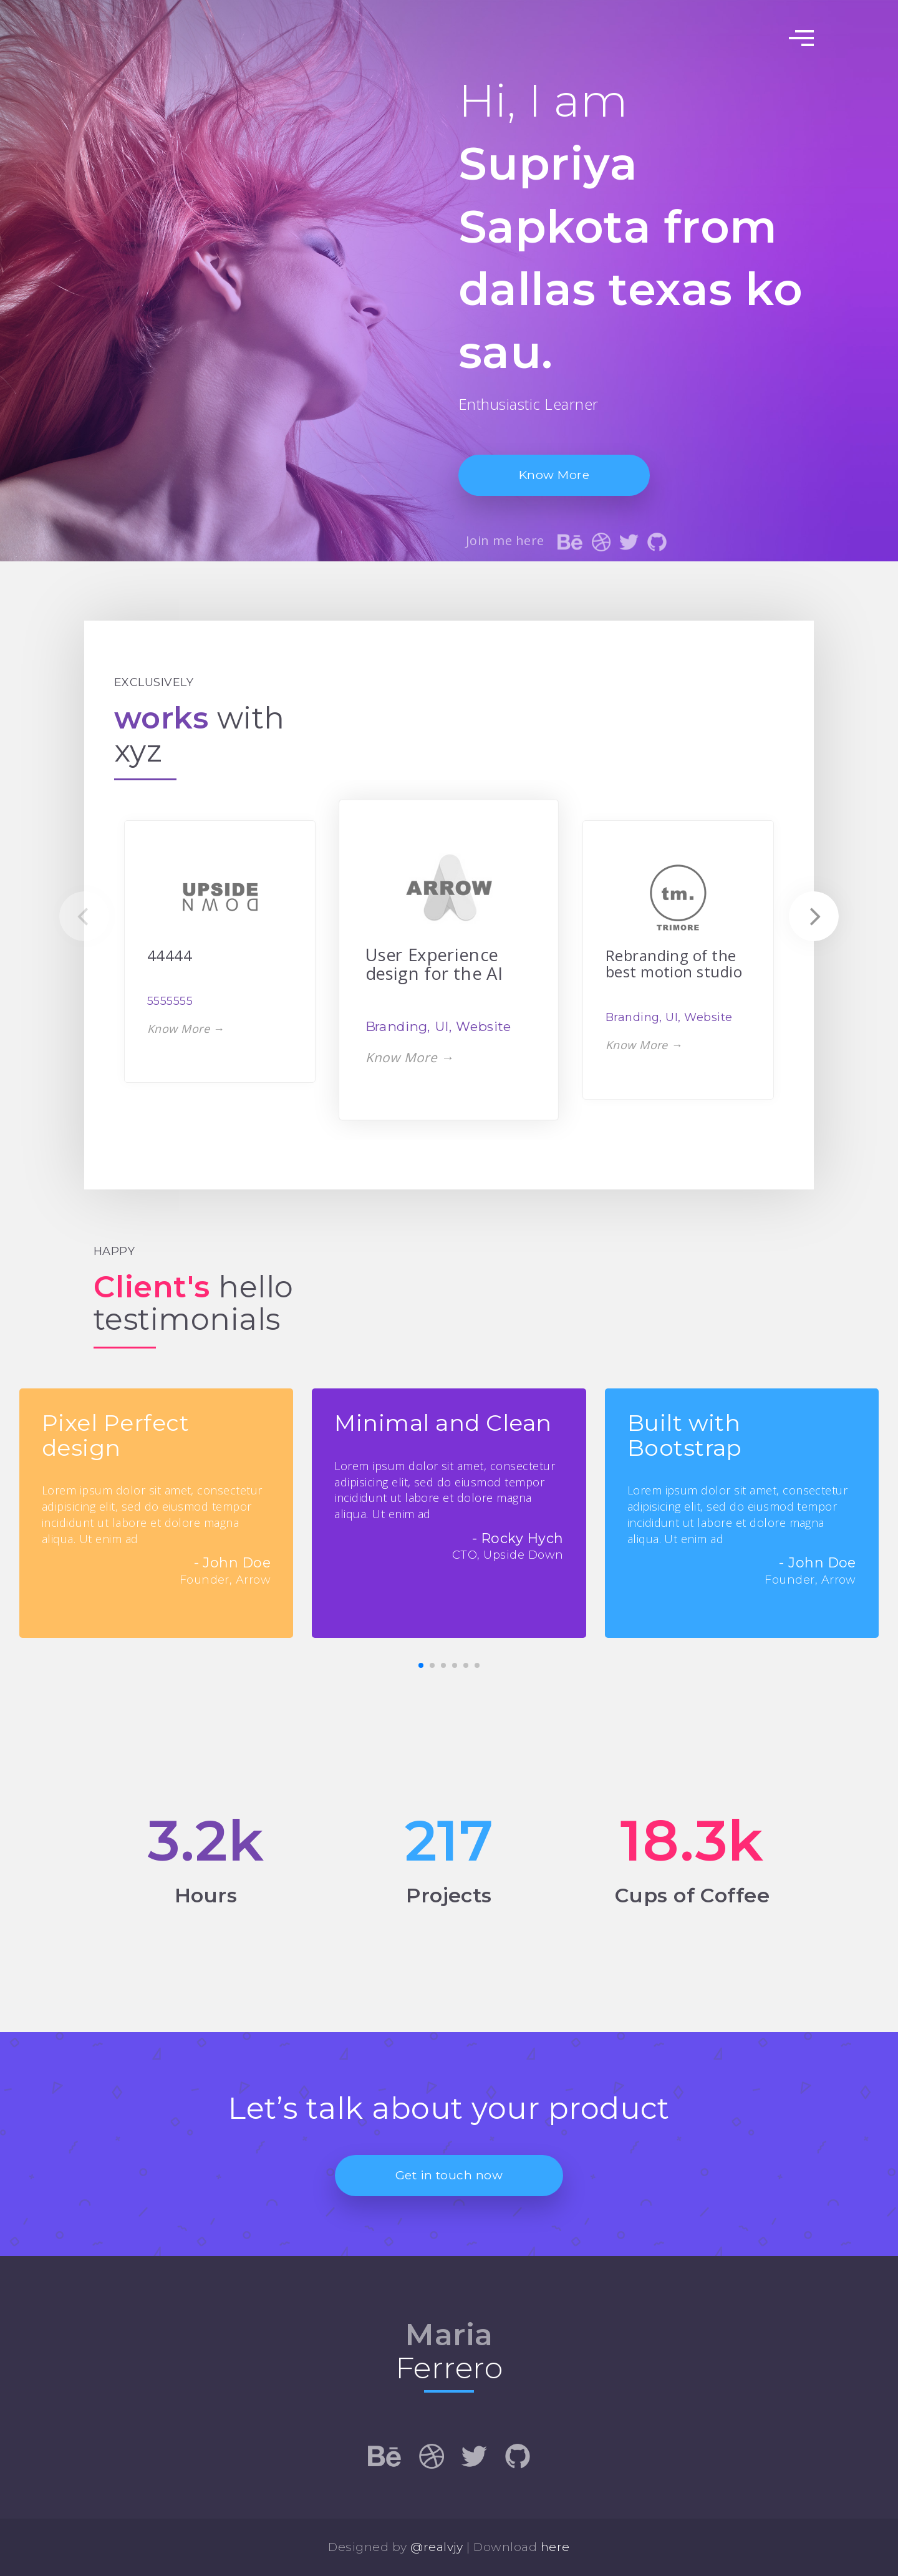 Hi, I am
Supriya
Sapkota from
dallas texas ko
sau.
Enthusiastic Learner
Know More
Join me here
Bē
EXCLUSIVELY
works with
xyz
UPSIDE
DOWN
44444
5555555
Know More →
ARROW
User Experience
design for the AI
Branding, UI, Website
Know More →
tm.
TRIMORE
Rebranding of the
best motion studio
Branding, UI, Website
Know More →
HAPPY
Client's hello
testimonials
Pixel Perfect
design
Lorem ipsum dolor sit amet, consectetur
adipisicing elit, sed do eiusmod tempor
incididunt ut labore et dolore magna
aliqua. Ut enim ad
- John Doe
Founder, Arrow
Minimal and Clean
Lorem ipsum dolor sit amet, consectetur
adipisicing elit, sed do eiusmod tempor
incididunt ut labore et dolore magna
aliqua. Ut enim ad
- Rocky Hych
CTO, Upside Down
Built with
Bootstrap
Lorem ipsum dolor sit amet, consectetur
adipisicing elit, sed do eiusmod tempor
incididunt ut labore et dolore magna
aliqua. Ut enim ad
- John Doe
Founder, Arrow
3.2k
Hours
217
Projects
18.3k
Cups of Coffee
Let’s talk about your product
Get in touch now
Maria
Ferrero
Bē
Designed by @realvjy | Download here